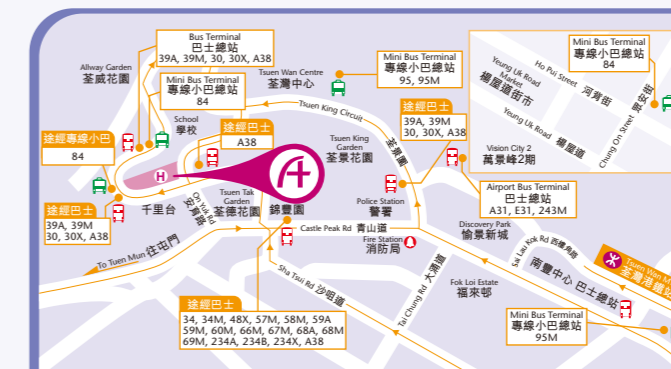 Bus Terminal
巴士總站
39A, 39M, 30, 30X, A38
Allway Garden
荃威花園
Mini Bus Terminal
專線小巴總站
84
School
學校
途經專線小巴
84
途經巴士
A38
H
千里台
On Yuk Rd
安育路
途經巴士
39A, 39M
30, 30X, A38
To Tuen Mun 往屯門
Tsuen Wan Centre
荃灣中心
Mini Bus Terminal
專線小巴總站
95, 95M
Tsuen King Circuit
荃景圍
Tsuen King
Garden
荃景花園
途經巴士
39A, 39M
30, 30X, A38
Tsuen Tak
Garden
荃德花園
錦豐園
Police Station
警署
Castle Peak Rd 青山道
Fire Station
消防局
Sha Tsui Rd 沙咀道
Tai Chung Rd 大涌道
途經巴士
34, 34M, 48X, 57M, 58M, 59A
59M, 60M, 66M, 67M, 68A, 68M
69M, 234A, 234B, 234X, A38
Yeung Uk Road
Market
楊屋道街市
Ho Pui Street 河背街
Mini Bus Terminal
專線小巴總站
84
Yeung Uk Road 楊屋道
Chung On Street 眾安街
Vision City 2
萬景峰2期
Airport Bus Terminal
巴士總站
A31, E31, 243M
Discovery Park
愉景新城
Sai Lau Kok Rd 西樓角路
Fok Loi Estate
福來邨
南豐中心 巴士總站
Tsuen Wan M
荃灣港鐵站
Mini Bus Terminal
專線小巴總站
95M